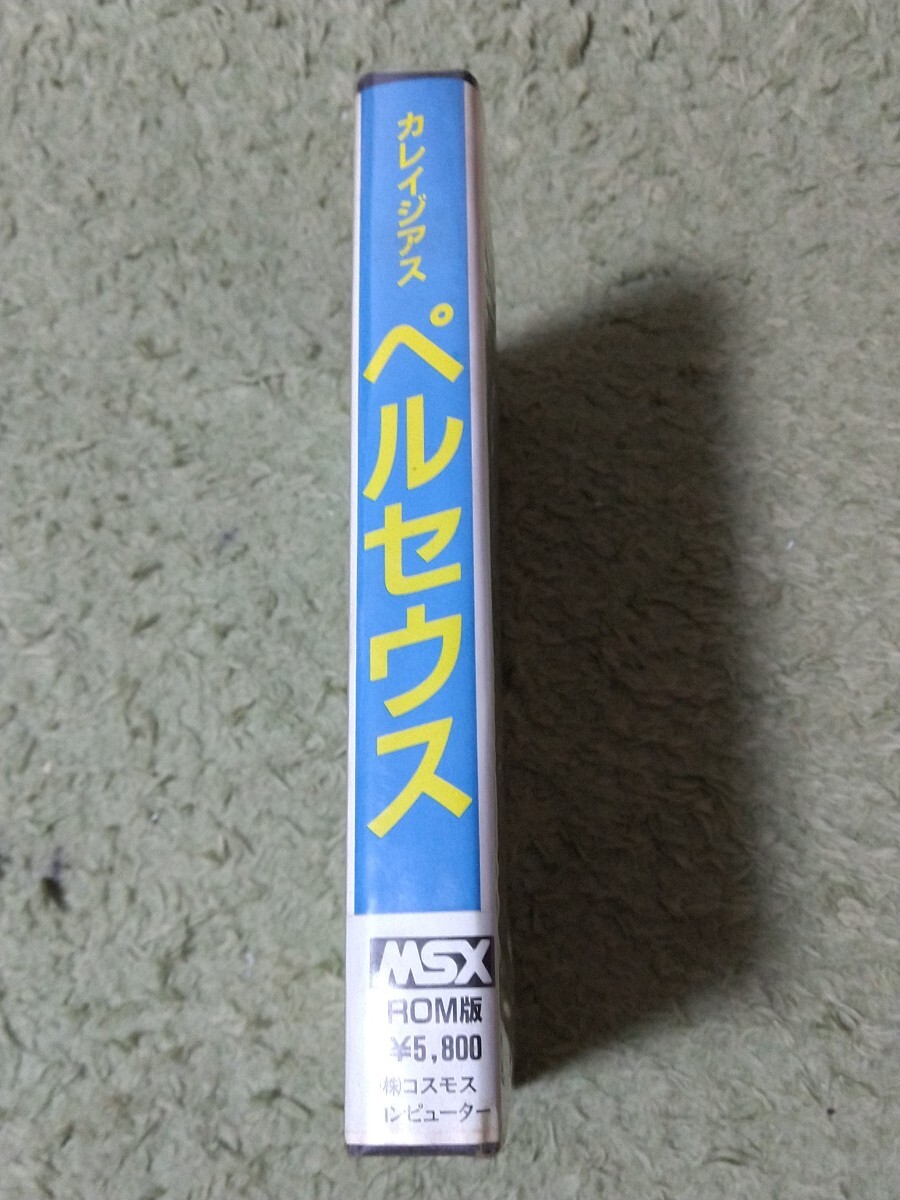 カレイジアス
ペルセウス
MSX
ROM版
¥5,800
㈱コスモス
コンピューター